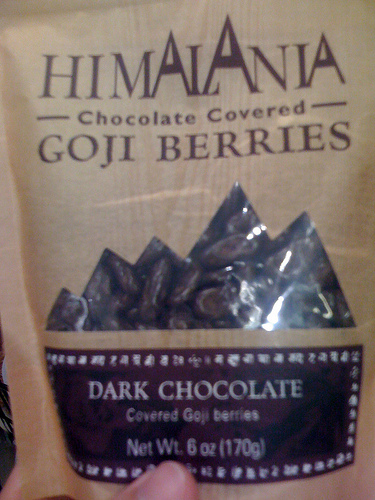 HIMALANIA
Chocolate Covered
GOJI BERRIES
DARK CHOCOLATE
Covered Goji berries
Net Wt. 6 oz (170g)